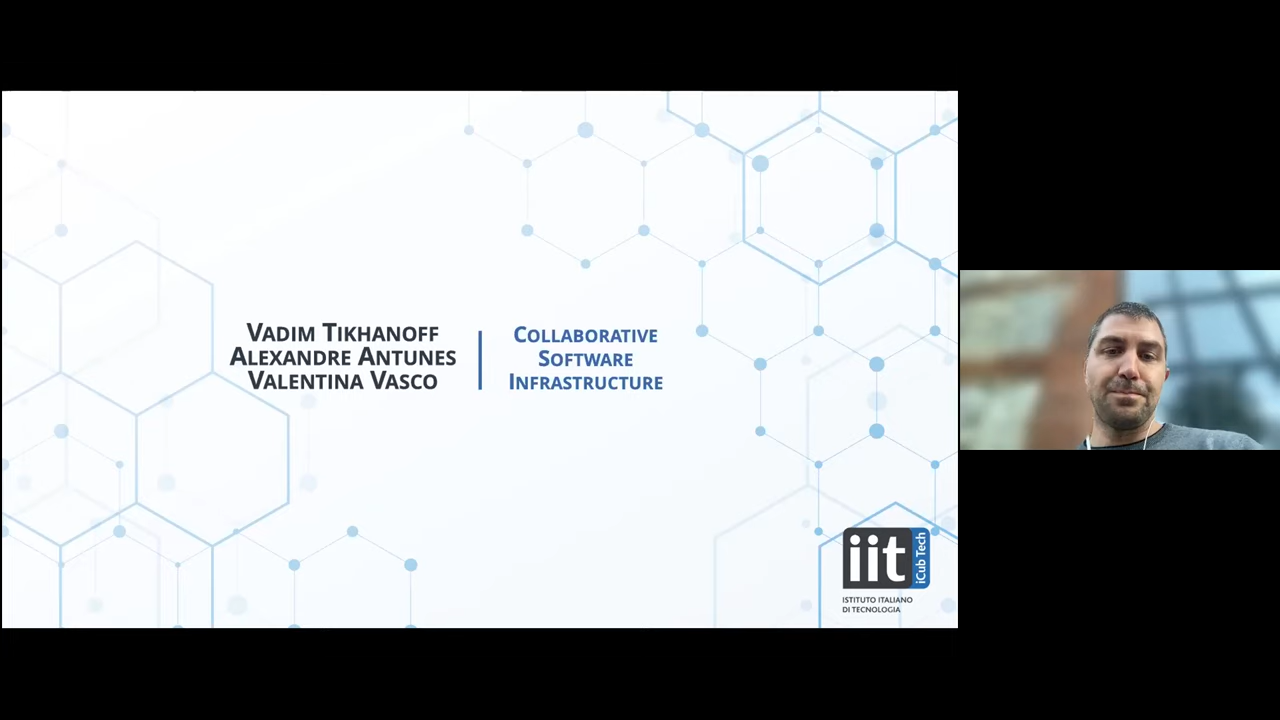 VADIM TIKHANOFF
ALEXANDRE ANTUNES
VALENTINA VASCO
COLLABORATIVE
SOFTWARE
INFRASTRUCTURE
iit
iCub Tech
ISTITUTO ITALIANO
DI TECNOLOGIA